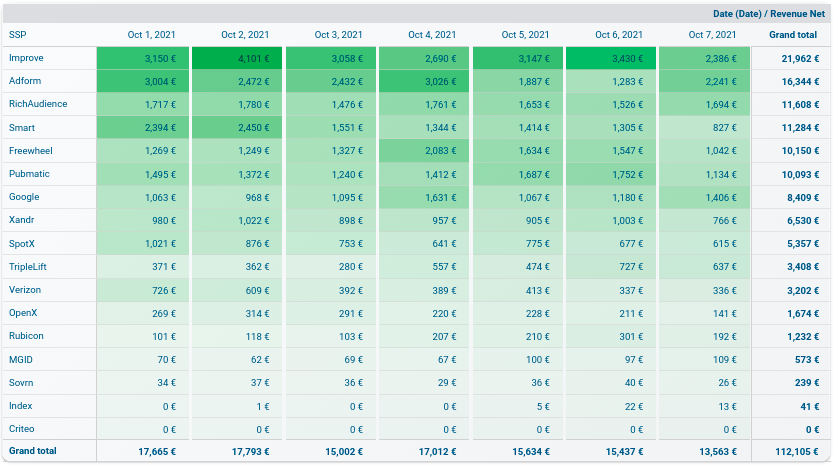 Date (Date) / Revenue Net
SSP Oct 1, 2021 Oct 2, 2021 Oct 3, 2021 Oct 4, 2021 Oct 5, 2021 Oct 6, 2021 Oct 7, 2021 Grand total
Improve 3,150 € 4,101 € 3,058 € 2,690 € 3,147 € 3,430 € 2,386 € 21,962 €
Adform 3,004 € 2,472 € 2,432 € 3,026 € 1,887 € 1,283 € 2,241 € 16,344 €
RichAudience 1,717 € 1,780 € 1,476 € 1,761 € 1,653 € 1,526 € 1,694 € 11,608 €
Smart 2,394 € 2,450 € 1,551 € 1,344 € 1,414 € 1,305 € 827 € 11,284 €
Freewheel 1,269 € 1,249 € 1,327 € 2,083 € 1,634 € 1,547 € 1,042 € 10,150 €
Pubmatic 1,495 € 1,372 € 1,240 € 1,412 € 1,687 € 1,752 € 1,134 € 10,093 €
Google 1,063 € 968 € 1,095 € 1,631 € 1,067 € 1,180 € 1,406 € 8,409 €
Xandr 980 € 1,022 € 898 € 957 € 905 € 1,003 € 766 € 6,530 €
SpotX 1,021 € 876 € 753 € 641 € 775 € 677 € 615 € 5,357 €
TripleLift 371 € 362 € 280 € 557 € 474 € 727 € 637 € 3,408 €
Verizon 726 € 609 € 392 € 389 € 413 € 337 € 336 € 3,202 €
OpenX 269 € 314 € 291 € 220 € 228 € 211 € 141 € 1,674 €
Rubicon 101 € 118 € 103 € 207 € 210 € 301 € 192 € 1,232 €
MGID 70 € 62 € 69 € 67 € 100 € 97 € 109 € 573 €
Sovrn 34 € 37 € 36 € 29 € 36 € 40 € 26 € 239 €
Index 0 € 1 € 0 € 0 € 5 € 22 € 13 € 41 €
Criteo 0 € 0 € 0 € 0 € 0 € 0 € 0 € 0 €
Grand total 17,665 € 17,793 € 15,002 € 17,012 € 15,634 € 15,437 € 13,563 € 112,105 €